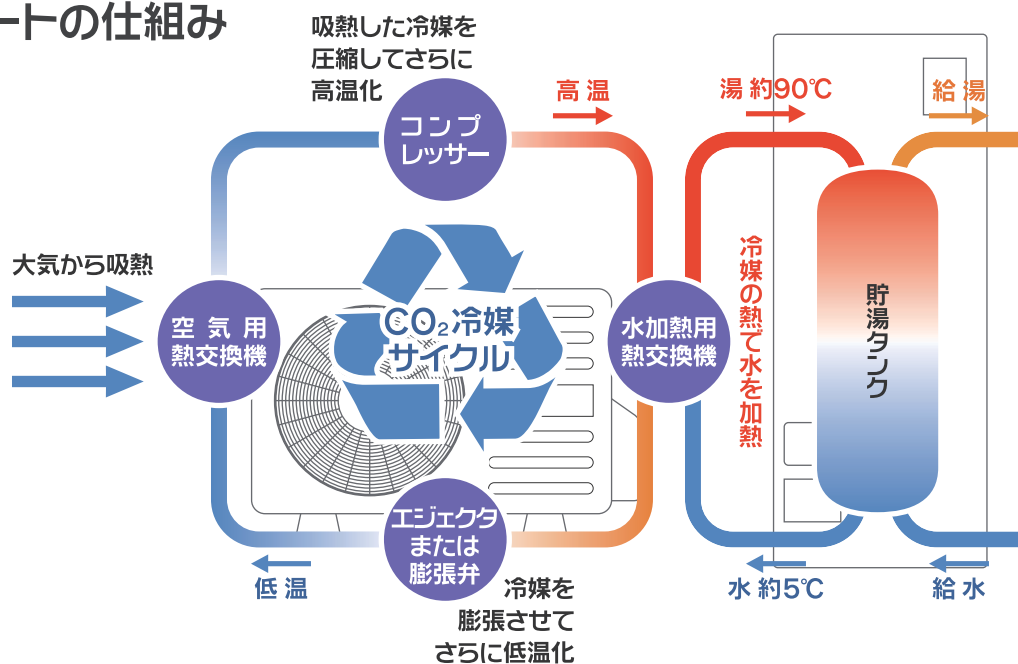 ートの仕組み
吸熱した冷媒を
圧縮してさらに
高温化
コンプ
レッサー
高温
湯 約90℃
給湯
大気から吸熱
空気用
熱交換機
CO₂冷媒
サイクル
水加熱用
熱交換機
冷媒の熱で水を加熱
貯湯タンク
エジェクタ
または
膨張弁
低温
冷媒を
膨張させて
さらに低温化
水 約5℃
給水